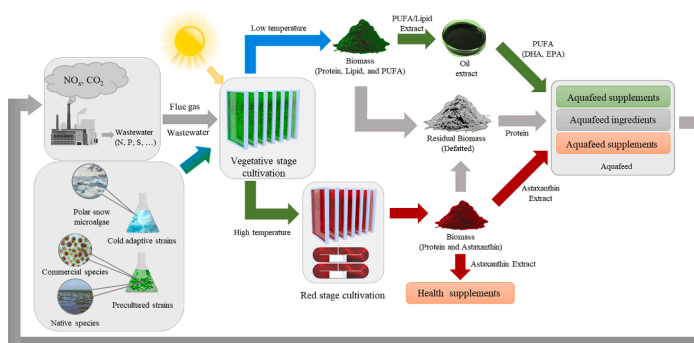 NOx, CO2
Wastewater
(N, P, S, ...)
Flue gas
Wastewater
Polar snow
microalgae
Cold adaptive strains
Commercial species
Precultured strains
Native species
Low temperature
Vegetative stage
cultivation
High temperature
Red stage cultivation
Biomass
(Protein, Lipid, and PUFA)
PUFA/Lipid
Extract
Oil
extract
PUFA
(DHA, EPA)
Residual Biomass
(Defatted)
Protein
Biomass
(Protein and Astaxanthin)
Astaxanthin
Extract
Astaxanthin Extract
Health supplements
Aquafeed supplements
Aquafeed ingredients
Aquafeed supplements
Aquafeed